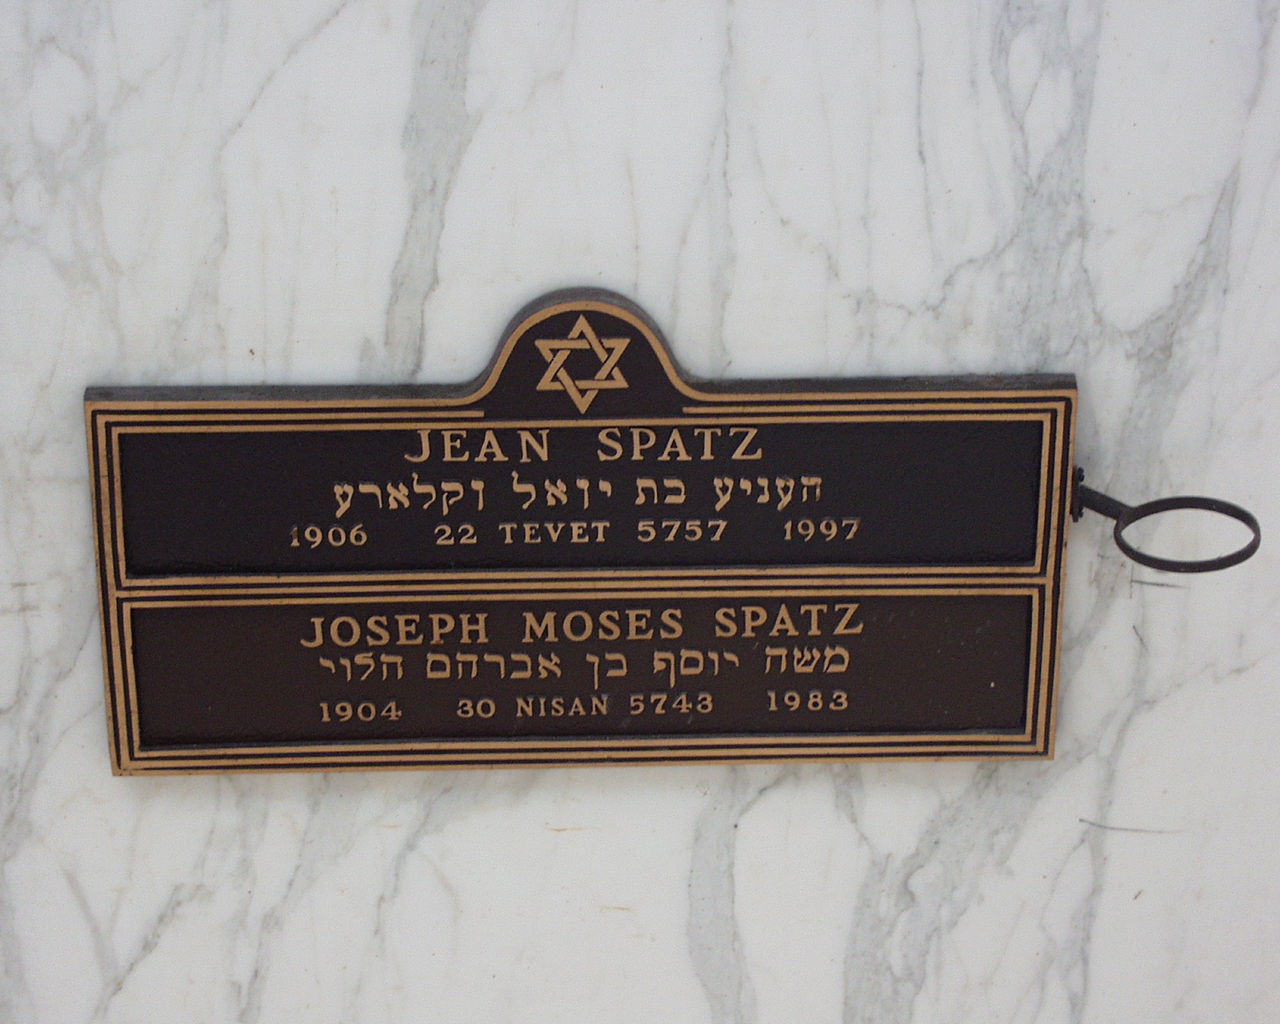 JEAN SPATZ
העניע בת יואל וקלארע
1906 22 TEVET 5757 1997
JOSEPH MOSES SPATZ
משה יוסף בן אברהם הלוי
1904 30 NISAN 5743 1983